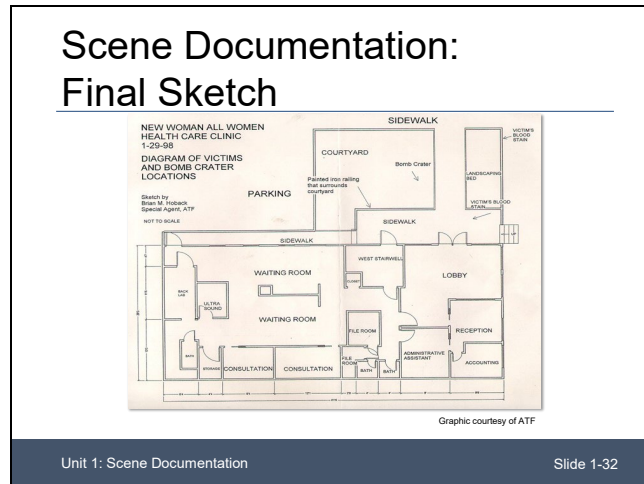 Scene Documentation:
Final Sketch
NEW WOMAN ALL WOMEN
HEALTH CARE CLINIC
1-29-98
DIAGRAM OF VICTIMS
AND BOMB CRATER
LOCATIONS
Sketch by
Brian M. Hoback
Special Agent, ATF
NOT TO SCALE
SIDEWALK
VICTIM'S
BLOOD
STAIN
COURTYARD
Bomb Crater
Painted iron railing
that surrounds
courtyard
PARKING
LANDSCAPING
BED
VICTIM'S BLOOD
STAIN
SIDEWALK
UP
SIDEWALK
WEST STAIRWELL
LOBBY
WAITING ROOM
CLOSET
BACK
LAB
ULTRA
SOUND
WAITING ROOM
FILE ROOM
RECEPTION
BATH
STORAGE
CONSULTATION
CONSULTATION
FILE
ROOM
BATH
BATH
ADMINISTRATIVE
ASSISTANT
ACCOUNTING
Graphic courtesy of ATF
Unit 1: Scene Documentation
Slide 1-32